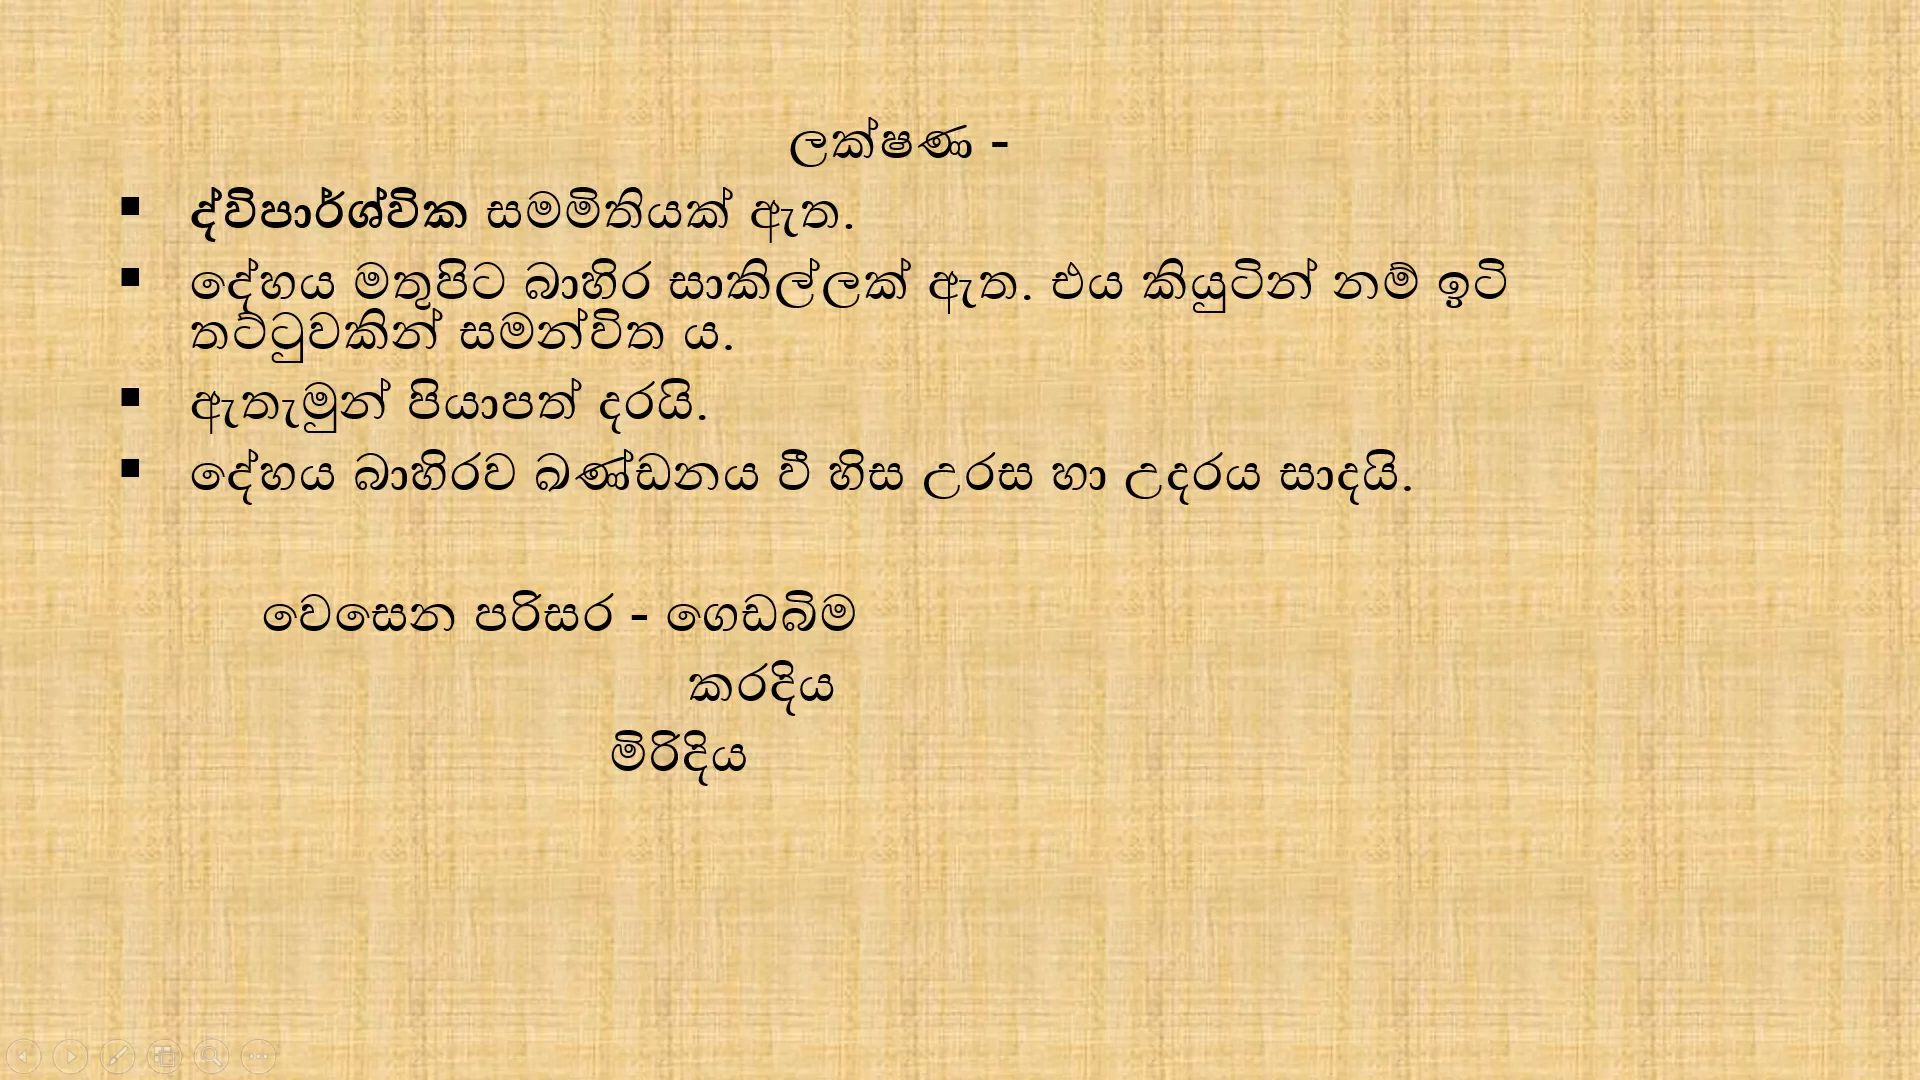 ලක්ෂණ -
▪ ද්විපාර්ශ්වික සමමිතියක් ඇත.
▪ දේහය මතුපිට බාහිර සාකිල්ලක් ඇත. එය කියුටින් නම් ඉටි
තට්ටුවකින් සමන්විත ය.
▪ ඇතැමුන් පියාපත් දරයි.
▪ දේහය බාහිරව ඛණ්ඩනය වී හිස උරස හා උදරය සාදයි.
වෙසෙන පරිසර - ගෙඩබිම
කරදිය
මිරිදිය